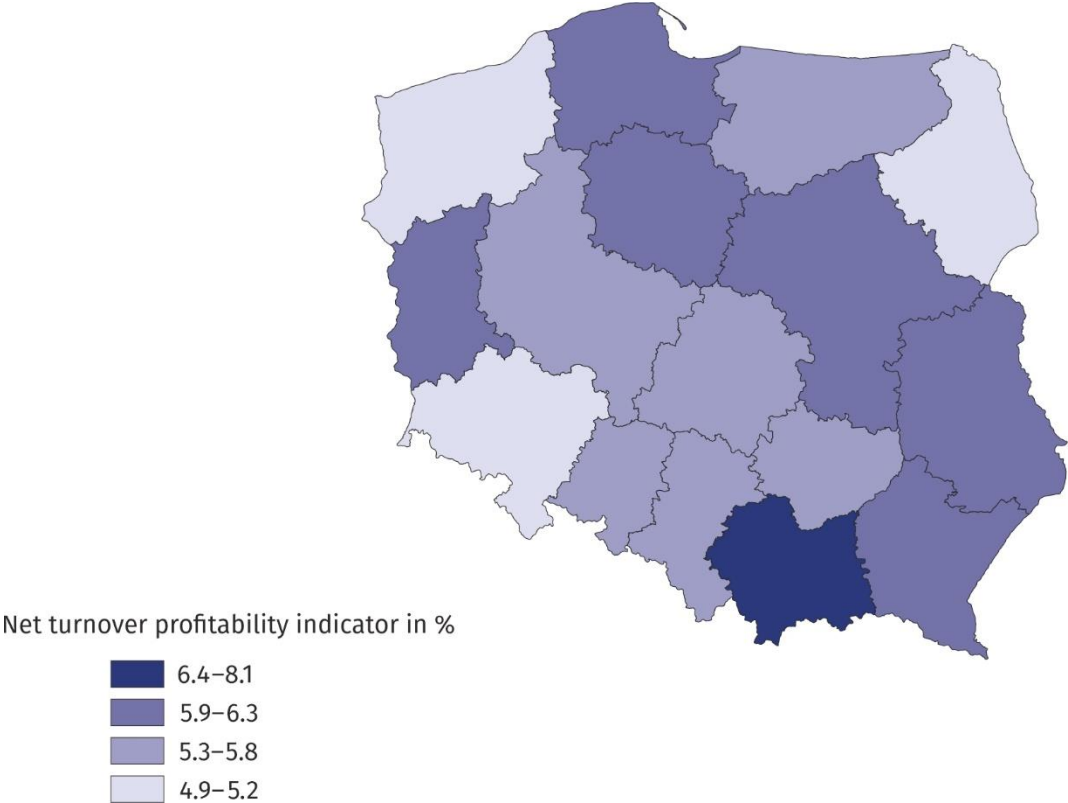 Net turnover profitability indicator in %
6.4–8.1
5.9–6.3
5.3–5.8
4.9–5.2